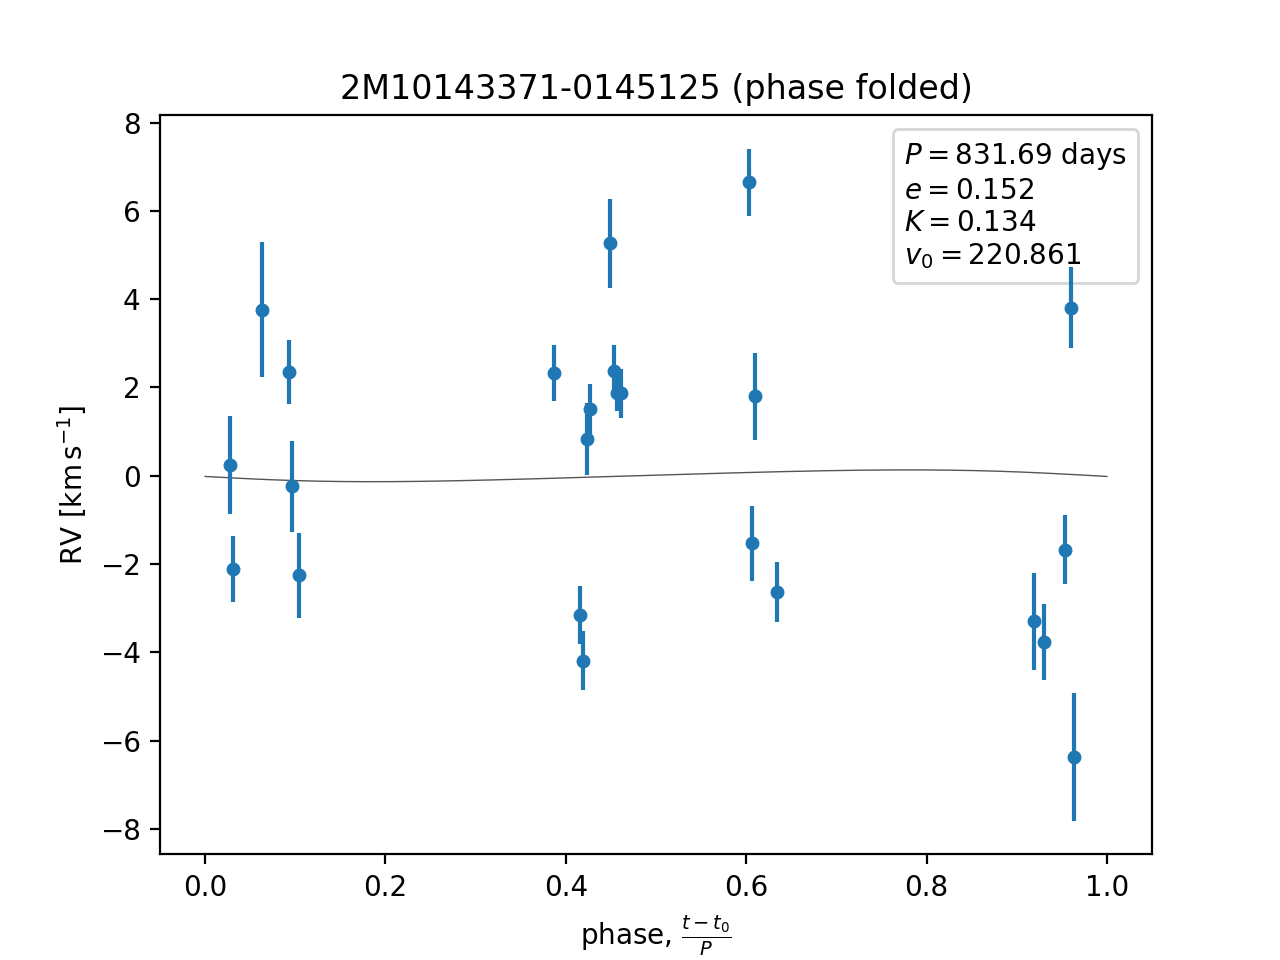 2M10143371-0145125 (phase folded)
P = 831.69 days
e = 0.152
K = 0.134
v₀ = 220.861
8
6
4
2
0
−2
−4
−6
−8
RV [km s⁻¹]
0.0 0.2 0.4 0.6 0.8 1.0
phase, (t − t₀)/P